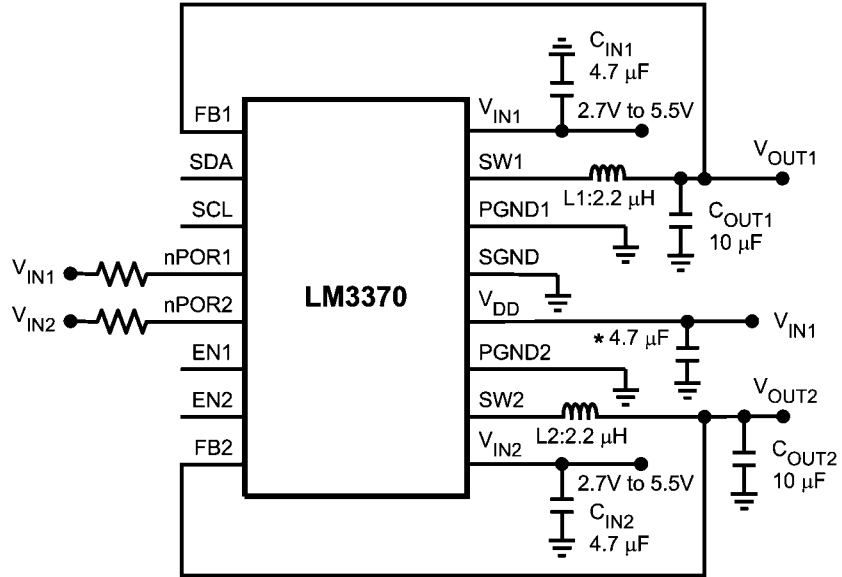 C_IN1
4.7 μF
FB1
V_IN1
2.7V to 5.5V
SDA
SW1
V_OUT1
L1:2.2 μH
SCL
PGND1
C_OUT1
10 μF
V_IN1
nPOR1
SGND
LM3370
V_IN2
nPOR2
V_DD
* 4.7 μF
V_IN1
EN1
PGND2
EN2
SW2
V_OUT2
L2:2.2 μH
FB2
V_IN2
2.7V to 5.5V
C_OUT2
10 μF
C_IN2
4.7 μF